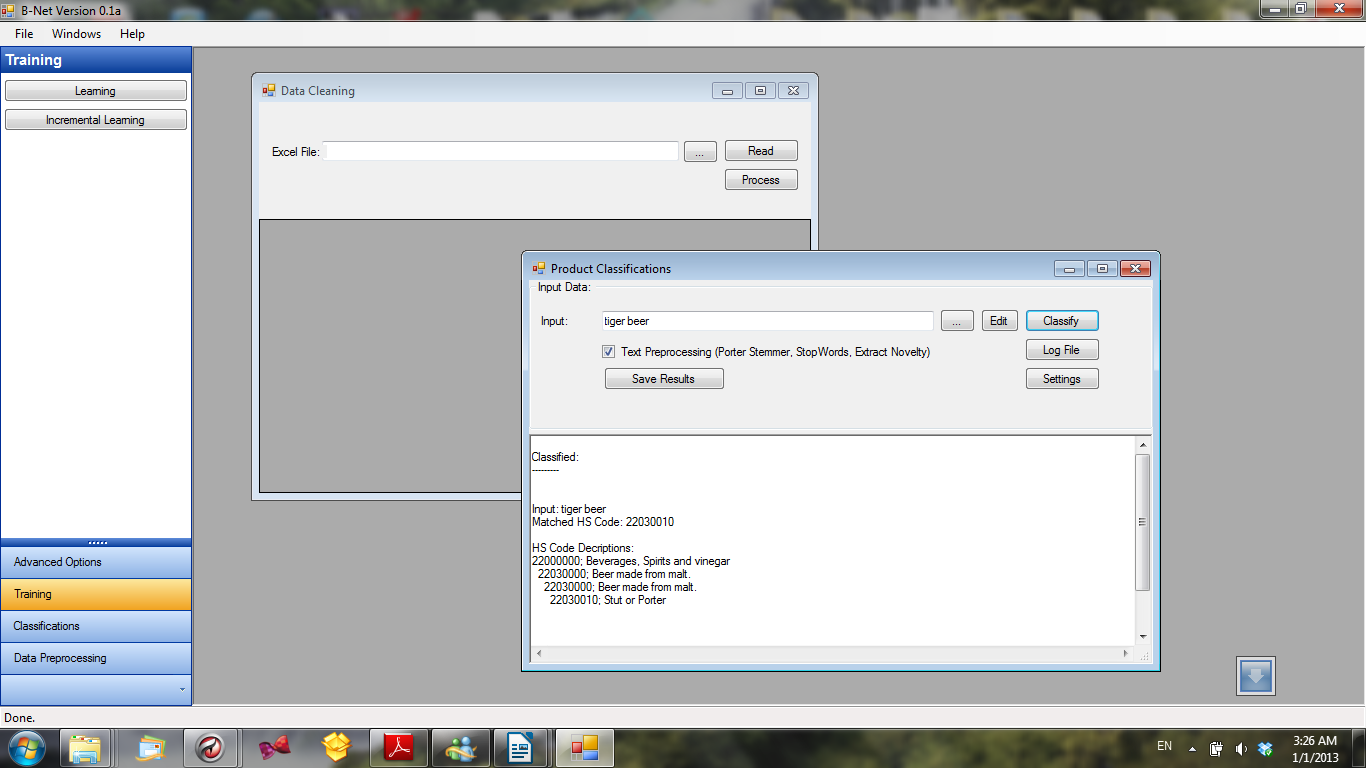 B-Net Version 0.1a
File Windows Help
Training
Learning
Incremental Learning
Data Cleaning
Excel File:
...
Read
Process
Product Classifications
Input Data:
Input: tiger beer ... Edit Classify
Text Preprocessing (Porter Stemmer, StopWords, Extract Novelty)
Log File
Save Results
Settings
Classified:
---------
Input: tiger beer
Matched HS Code: 22030010
HS Code Decriptions:
22000000; Beverages, Spirits and vinegar
22030000; Beer made from malt.
22030000; Beer made from malt.
22030010; Stut or Porter
Advanced Options
Training
Classifications
Data Preprocessing
Done.
EN
3:26 AM
1/1/2013